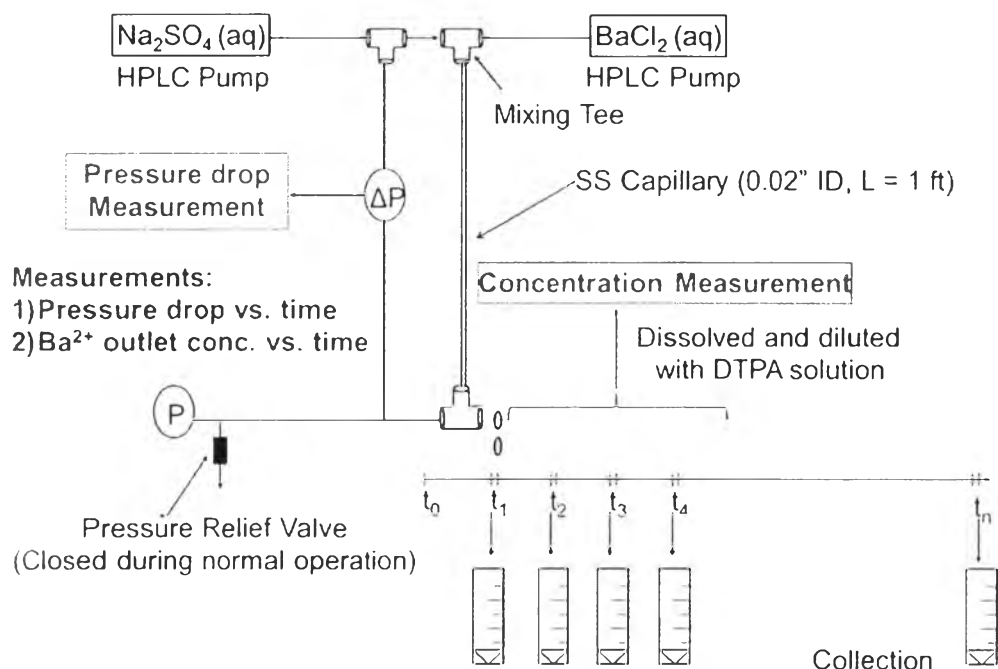 Na₂SO₄ (aq)
HPLC Pump
BaCl₂ (aq)
HPLC Pump
Mixing Tee
Pressure drop
Measurement
ΔP
SS Capillary (0.02" ID, L = 1 ft)
Measurements:
1)Pressure drop vs. time
2)Ba²⁺ outlet conc. vs. time
Concentration Measurement
Dissolved and diluted
with DTPA solution
P
t₀ t₁ t₂ t₃ t₄ tₙ
Pressure Relief Valve
(Closed during normal operation)
Collection